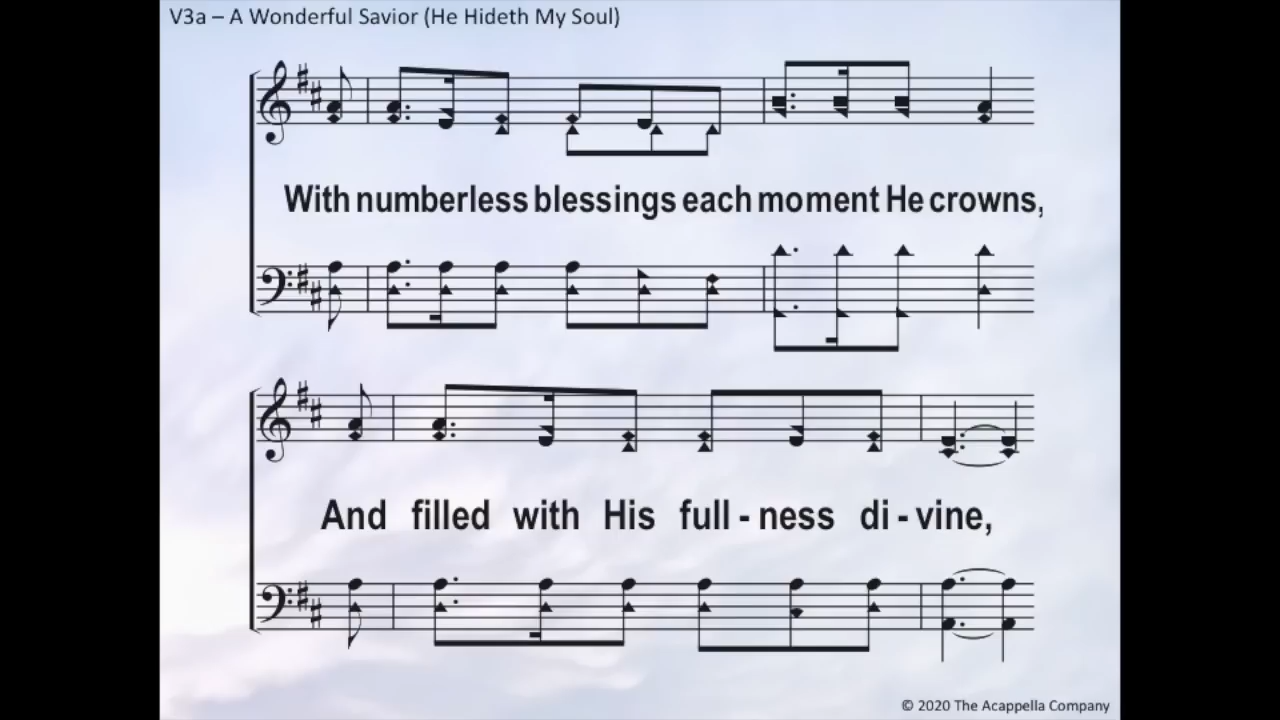 V3a – A Wonderful Savior (He Hideth My Soul)
With numberless blessings each moment He crowns,
And filled with His full - ness di - vine,
© 2020 The Acappella Company